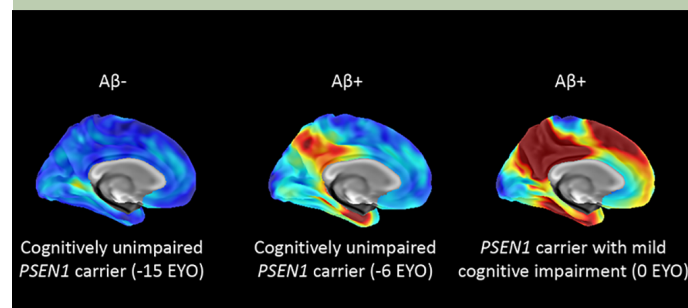 Aβ-
Aβ+
Aβ+
Cognitively unimpaired
PSEN1 carrier (-15 EYO)
Cognitively unimpaired
PSEN1 carrier (-6 EYO)
PSEN1 carrier with mild
cognitive impairment (0 EYO)